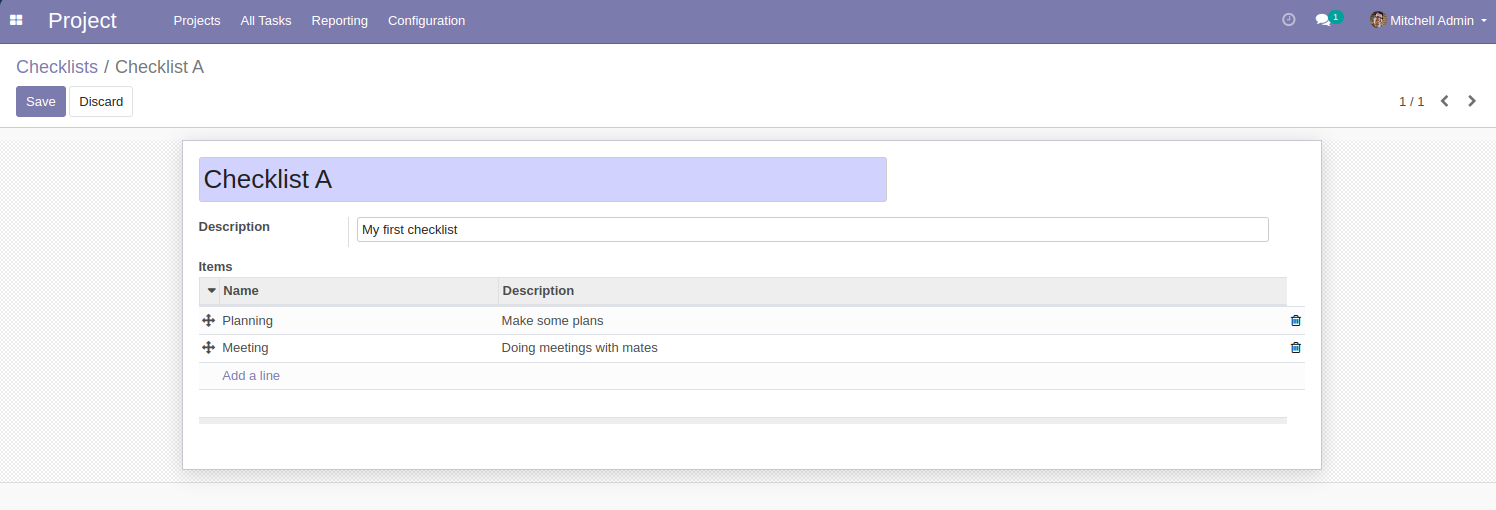 Project Projects All Tasks Reporting Configuration 1 Mitchell Admin
Checklists / Checklist A
Save Discard 1 / 1
Checklist A
Description My first checklist
Items
Name Description
Planning Make some plans
Meeting Doing meetings with mates
Add a line